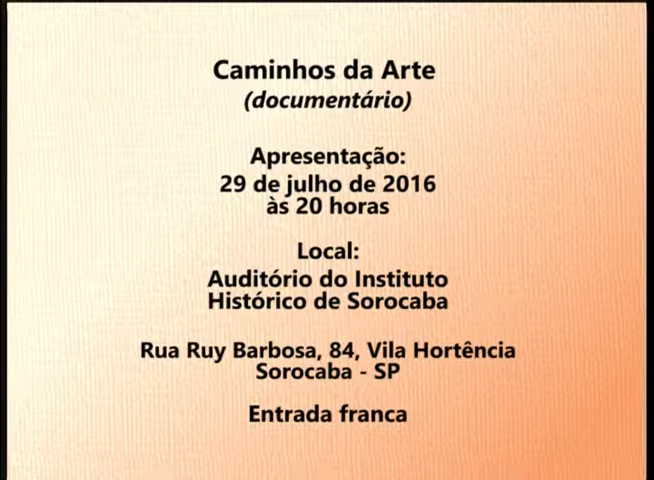 Caminhos da Arte
(documentário)
Apresentação:
29 de julho de 2016
às 20 horas
Local:
Auditório do Instituto
Histórico de Sorocaba
Rua Ruy Barbosa, 84, Vila Hortência
Sorocaba - SP
Entrada franca